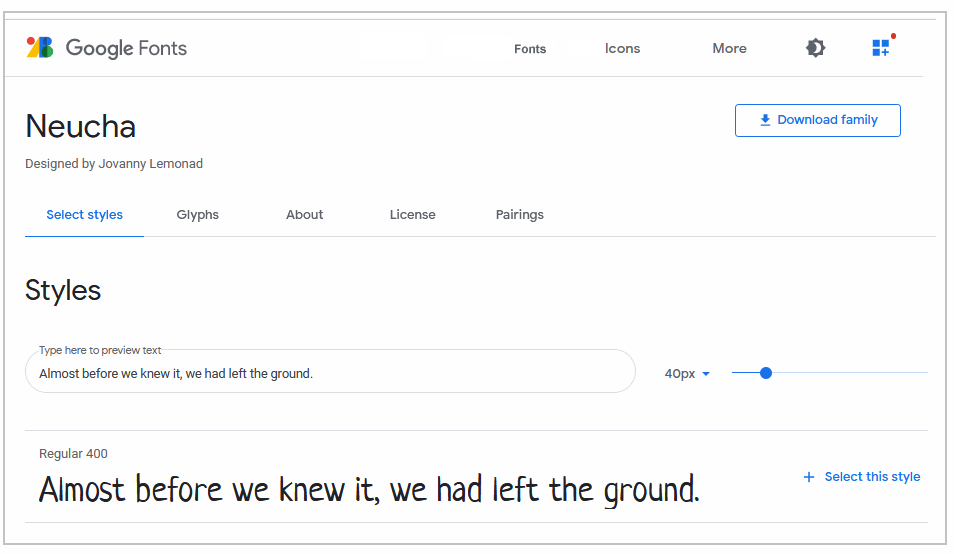 Google Fonts
Fonts
Icons
More
Neucha
Download family
Designed by Jovanny Lemonad
Select styles
Glyphs
About
License
Pairings
Styles
Type here to preview text
Almost before we knew it, we had left the ground.
40px
Regular 400
Almost before we knew it, we had left the ground.
+ Select this style